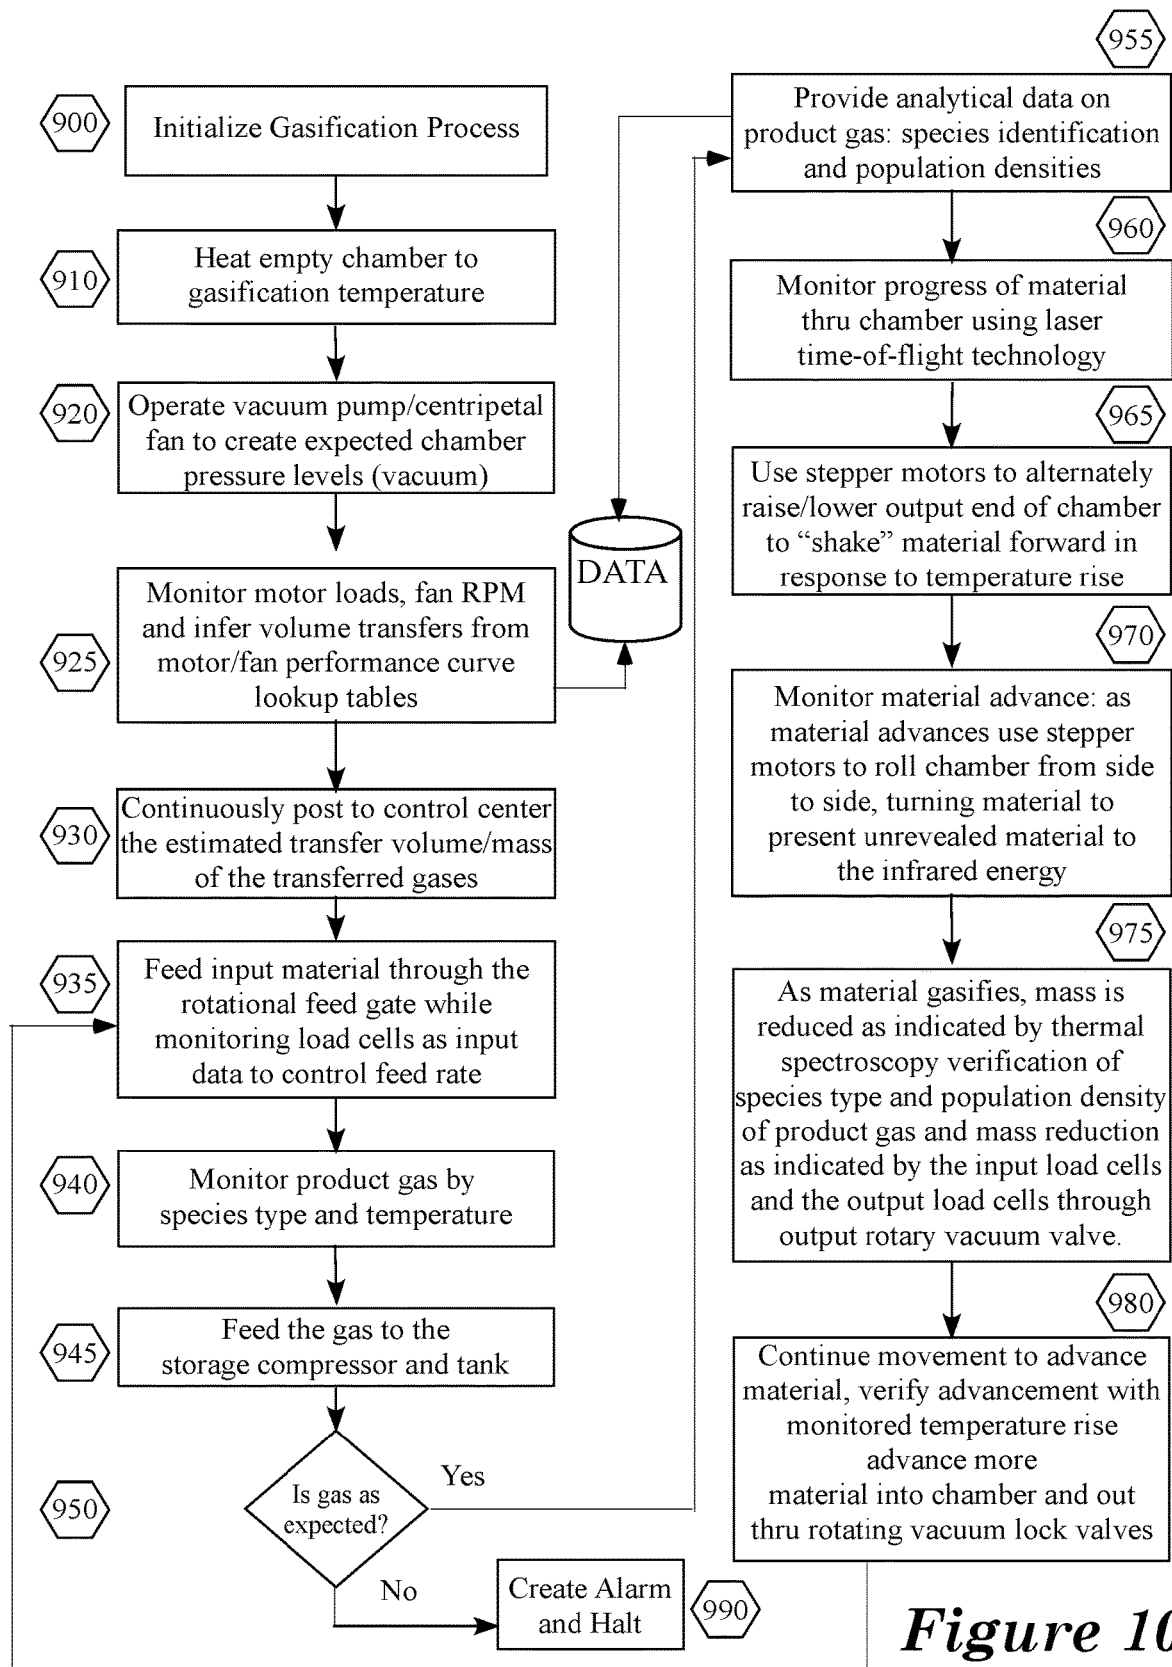 900
Initialize Gasification Process
910
Heat empty chamber to
gasification temperature
920
Operate vacuum pump/centripetal
fan to create expected chamber
pressure levels (vacuum)
925
Monitor motor loads, fan RPM
and infer volume transfers from
motor/fan performance curve
lookup tables
DATA
930
Continuously post to control center
the estimated transfer volume/mass
of the transferred gases
935
Feed input material through the
rotational feed gate while
monitoring load cells as input
data to control feed rate
940
Monitor product gas by
species type and temperature
945
Feed the gas to the
storage compressor and tank
950
Is gas as
expected?
Yes
No
Create Alarm
and Halt
990
955
Provide analytical data on
product gas: species identification
and population densities
960
Monitor progress of material
thru chamber using laser
time-of-flight technology
965
Use stepper motors to alternately
raise/lower output end of chamber
to “shake” material forward in
response to temperature rise
970
Monitor material advance: as
material advances use stepper
motors to roll chamber from side
to side, turning material to
present unrevealed material to
the infrared energy
975
As material gasifies, mass is
reduced as indicated by thermal
spectroscopy verification of
species type and population density
of product gas and mass reduction
as indicated by the input load cells
and the output load cells through
output rotary vacuum valve.
980
Continue movement to advance
material, verify advancement with
monitored temperature rise
advance more
material into chamber and out
thru rotating vacuum lock valves
Figure 10